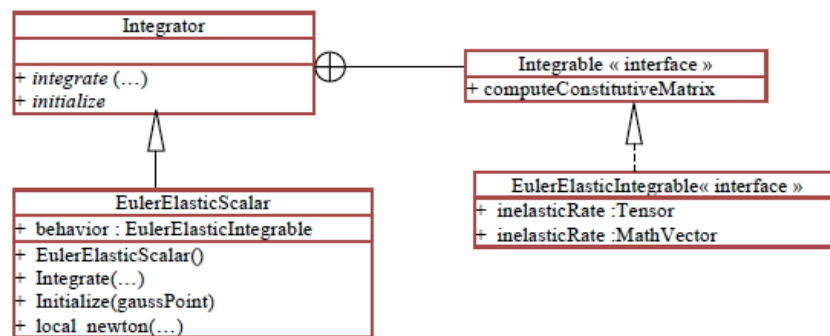 Integrator
+ integrate (…)
+ initialize
Integrable « interface »
+ computeConstitutiveMatrix
EulerElasticScalar
+ behavior : EulerElasticIntegrable
+ EulerElasticScalar()
+ Integrate(…)
+ Initialize(gaussPoint)
+ local_newton(…)
EulerElasticIntegrable« interface »
+ inelasticRate :Tensor
+ inelasticRate :MathVector